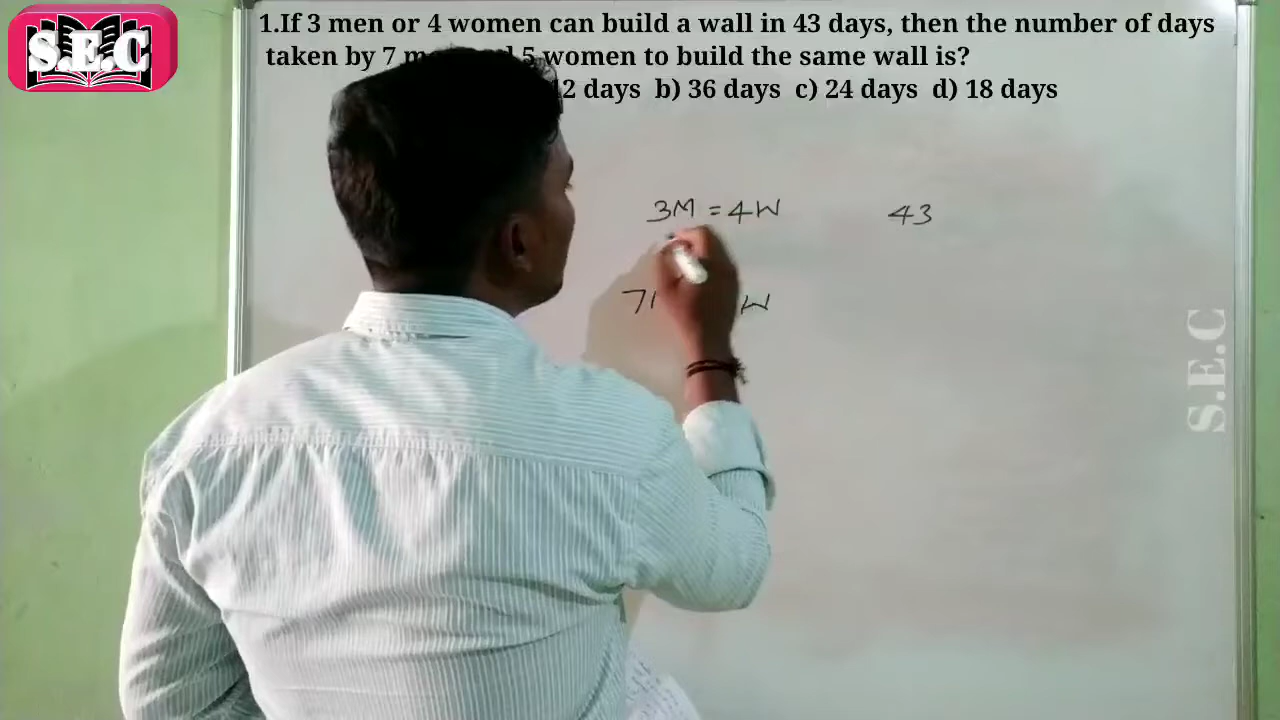 S.E.C
1.If 3 men or 4 women can build a wall in 43 days, then the number of days
taken by 7 5 women to build the same wall is?
12 days b) 36 days c) 24 days d) 18 days
3M = 4W 43
7 W
S.E.C